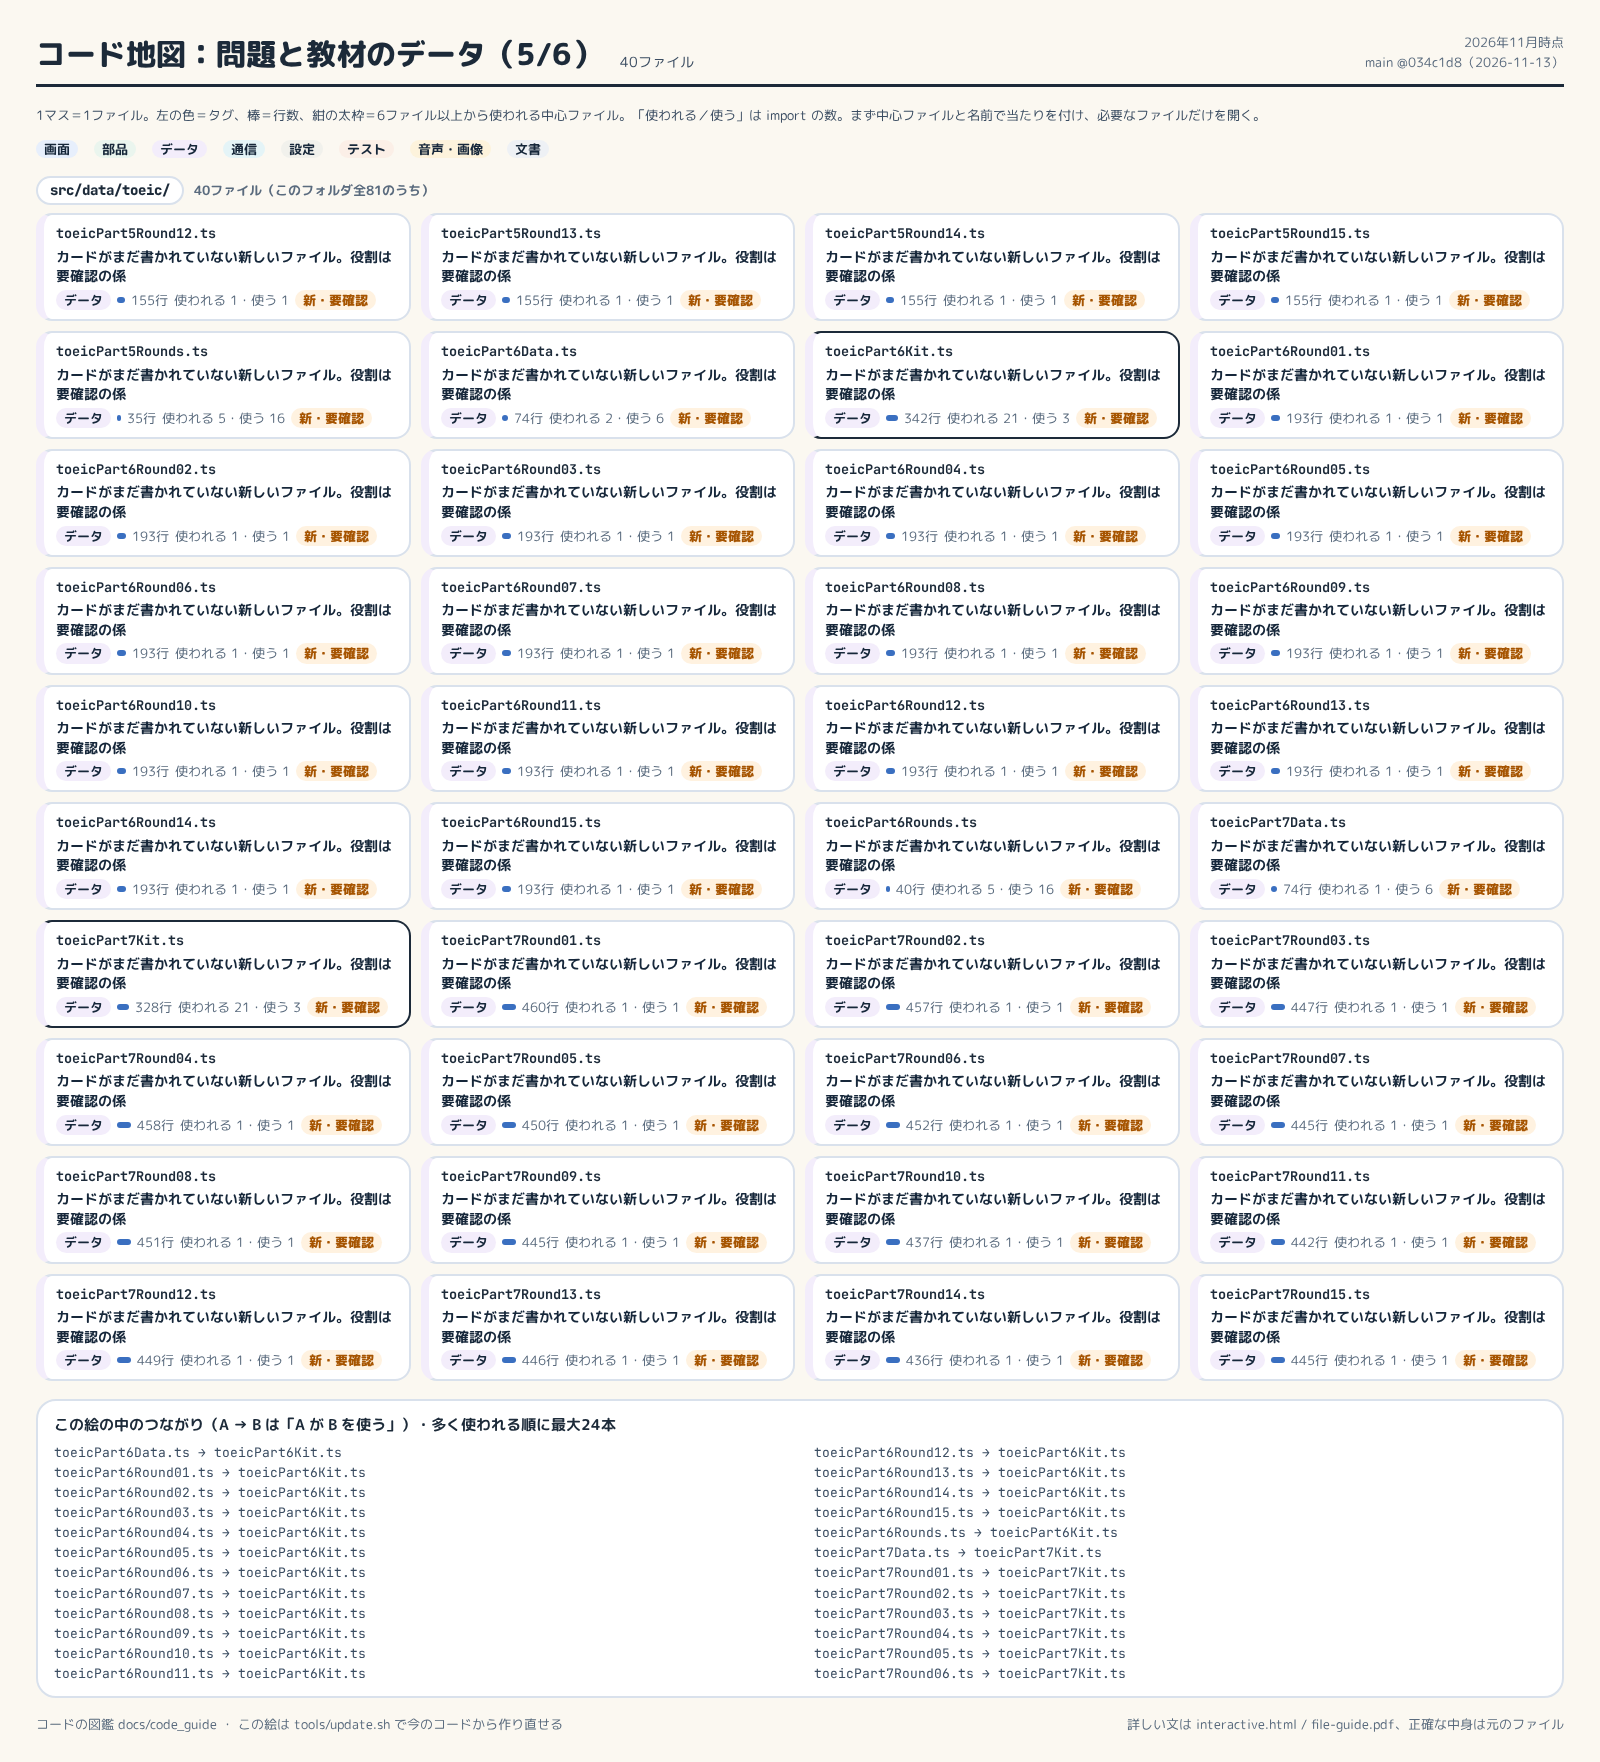 コード地図：問題と教材のデータ（5/6） 40ファイル
2026年11月時点
main @034c1d8（2026-11-13）
1マス＝1ファイル。左の色＝タグ、棒＝行数、紺の太枠＝6ファイル以上から使われる中心ファイル。「使われる／使う」は import の数。まず中心ファイルと名前で当たりを付け、必要なファイルだけを開く。
画面 部品 データ 通信 設定 テスト 音声・画像 文書
src/data/toeic/ 40ファイル（このフォルダ全81のうち）
toeicPart5Round12.ts
カードがまだ書かれていない新しいファイル。役割は
要確認の係
データ 155行 使われる 1・使う 1 新・要確認
toeicPart5Round13.ts
カードがまだ書かれていない新しいファイル。役割は
要確認の係
データ 155行 使われる 1・使う 1 新・要確認
toeicPart5Round14.ts
カードがまだ書かれていない新しいファイル。役割は
要確認の係
データ 155行 使われる 1・使う 1 新・要確認
toeicPart5Round15.ts
カードがまだ書かれていない新しいファイル。役割は
要確認の係
データ 155行 使われる 1・使う 1 新・要確認
toeicPart5Rounds.ts
カードがまだ書かれていない新しいファイル。役割は
要確認の係
データ 35行 使われる 5・使う 16 新・要確認
toeicPart6Data.ts
カードがまだ書かれていない新しいファイル。役割は
要確認の係
データ 74行 使われる 2・使う 6 新・要確認
toeicPart6Kit.ts
カードがまだ書かれていない新しいファイル。役割は
要確認の係
データ 342行 使われる 21・使う 3 新・要確認
toeicPart6Round01.ts
カードがまだ書かれていない新しいファイル。役割は
要確認の係
データ 193行 使われる 1・使う 1 新・要確認
toeicPart6Round02.ts
カードがまだ書かれていない新しいファイル。役割は
要確認の係
データ 193行 使われる 1・使う 1 新・要確認
toeicPart6Round03.ts
カードがまだ書かれていない新しいファイル。役割は
要確認の係
データ 193行 使われる 1・使う 1 新・要確認
toeicPart6Round04.ts
カードがまだ書かれていない新しいファイル。役割は
要確認の係
データ 193行 使われる 1・使う 1 新・要確認
toeicPart6Round05.ts
カードがまだ書かれていない新しいファイル。役割は
要確認の係
データ 193行 使われる 1・使う 1 新・要確認
toeicPart6Round06.ts
カードがまだ書かれていない新しいファイル。役割は
要確認の係
データ 193行 使われる 1・使う 1 新・要確認
toeicPart6Round07.ts
カードがまだ書かれていない新しいファイル。役割は
要確認の係
データ 193行 使われる 1・使う 1 新・要確認
toeicPart6Round08.ts
カードがまだ書かれていない新しいファイル。役割は
要確認の係
データ 193行 使われる 1・使う 1 新・要確認
toeicPart6Round09.ts
カードがまだ書かれていない新しいファイル。役割は
要確認の係
データ 193行 使われる 1・使う 1 新・要確認
toeicPart6Round10.ts
カードがまだ書かれていない新しいファイル。役割は
要確認の係
データ 193行 使われる 1・使う 1 新・要確認
toeicPart6Round11.ts
カードがまだ書かれていない新しいファイル。役割は
要確認の係
データ 193行 使われる 1・使う 1 新・要確認
toeicPart6Round12.ts
カードがまだ書かれていない新しいファイル。役割は
要確認の係
データ 193行 使われる 1・使う 1 新・要確認
toeicPart6Round13.ts
カードがまだ書かれていない新しいファイル。役割は
要確認の係
データ 193行 使われる 1・使う 1 新・要確認
toeicPart6Round14.ts
カードがまだ書かれていない新しいファイル。役割は
要確認の係
データ 193行 使われる 1・使う 1 新・要確認
toeicPart6Round15.ts
カードがまだ書かれていない新しいファイル。役割は
要確認の係
データ 193行 使われる 1・使う 1 新・要確認
toeicPart6Rounds.ts
カードがまだ書かれていない新しいファイル。役割は
要確認の係
データ 40行 使われる 5・使う 16 新・要確認
toeicPart7Data.ts
カードがまだ書かれていない新しいファイル。役割は
要確認の係
データ 74行 使われる 1・使う 6 新・要確認
toeicPart7Kit.ts
カードがまだ書かれていない新しいファイル。役割は
要確認の係
データ 328行 使われる 21・使う 3 新・要確認
toeicPart7Round01.ts
カードがまだ書かれていない新しいファイル。役割は
要確認の係
データ 460行 使われる 1・使う 1 新・要確認
toeicPart7Round02.ts
カードがまだ書かれていない新しいファイル。役割は
要確認の係
データ 457行 使われる 1・使う 1 新・要確認
toeicPart7Round03.ts
カードがまだ書かれていない新しいファイル。役割は
要確認の係
データ 447行 使われる 1・使う 1 新・要確認
toeicPart7Round04.ts
カードがまだ書かれていない新しいファイル。役割は
要確認の係
データ 458行 使われる 1・使う 1 新・要確認
toeicPart7Round05.ts
カードがまだ書かれていない新しいファイル。役割は
要確認の係
データ 450行 使われる 1・使う 1 新・要確認
toeicPart7Round06.ts
カードがまだ書かれていない新しいファイル。役割は
要確認の係
データ 452行 使われる 1・使う 1 新・要確認
toeicPart7Round07.ts
カードがまだ書かれていない新しいファイル。役割は
要確認の係
データ 445行 使われる 1・使う 1 新・要確認
toeicPart7Round08.ts
カードがまだ書かれていない新しいファイル。役割は
要確認の係
データ 451行 使われる 1・使う 1 新・要確認
toeicPart7Round09.ts
カードがまだ書かれていない新しいファイル。役割は
要確認の係
データ 445行 使われる 1・使う 1 新・要確認
toeicPart7Round10.ts
カードがまだ書かれていない新しいファイル。役割は
要確認の係
データ 437行 使われる 1・使う 1 新・要確認
toeicPart7Round11.ts
カードがまだ書かれていない新しいファイル。役割は
要確認の係
データ 442行 使われる 1・使う 1 新・要確認
toeicPart7Round12.ts
カードがまだ書かれていない新しいファイル。役割は
要確認の係
データ 449行 使われる 1・使う 1 新・要確認
toeicPart7Round13.ts
カードがまだ書かれていない新しいファイル。役割は
要確認の係
データ 446行 使われる 1・使う 1 新・要確認
toeicPart7Round14.ts
カードがまだ書かれていない新しいファイル。役割は
要確認の係
データ 436行 使われる 1・使う 1 新・要確認
toeicPart7Round15.ts
カードがまだ書かれていない新しいファイル。役割は
要確認の係
データ 445行 使われる 1・使う 1 新・要確認
この絵の中のつながり（A → B は「A が B を使う」）・多く使われる順に最大24本
toeicPart6Data.ts → toeicPart6Kit.ts
toeicPart6Round01.ts → toeicPart6Kit.ts
toeicPart6Round02.ts → toeicPart6Kit.ts
toeicPart6Round03.ts → toeicPart6Kit.ts
toeicPart6Round04.ts → toeicPart6Kit.ts
toeicPart6Round05.ts → toeicPart6Kit.ts
toeicPart6Round06.ts → toeicPart6Kit.ts
toeicPart6Round07.ts → toeicPart6Kit.ts
toeicPart6Round08.ts → toeicPart6Kit.ts
toeicPart6Round09.ts → toeicPart6Kit.ts
toeicPart6Round10.ts → toeicPart6Kit.ts
toeicPart6Round11.ts → toeicPart6Kit.ts
toeicPart6Round12.ts → toeicPart6Kit.ts
toeicPart6Round13.ts → toeicPart6Kit.ts
toeicPart6Round14.ts → toeicPart6Kit.ts
toeicPart6Round15.ts → toeicPart6Kit.ts
toeicPart6Rounds.ts → toeicPart6Kit.ts
toeicPart7Data.ts → toeicPart7Kit.ts
toeicPart7Round01.ts → toeicPart7Kit.ts
toeicPart7Round02.ts → toeicPart7Kit.ts
toeicPart7Round03.ts → toeicPart7Kit.ts
toeicPart7Round04.ts → toeicPart7Kit.ts
toeicPart7Round05.ts → toeicPart7Kit.ts
toeicPart7Round06.ts → toeicPart7Kit.ts
コードの図鑑 docs/code_guide ・ この絵は tools/update.sh で今のコードから作り直せる
詳しい文は interactive.html / file-guide.pdf、正確な中身は元のファイル